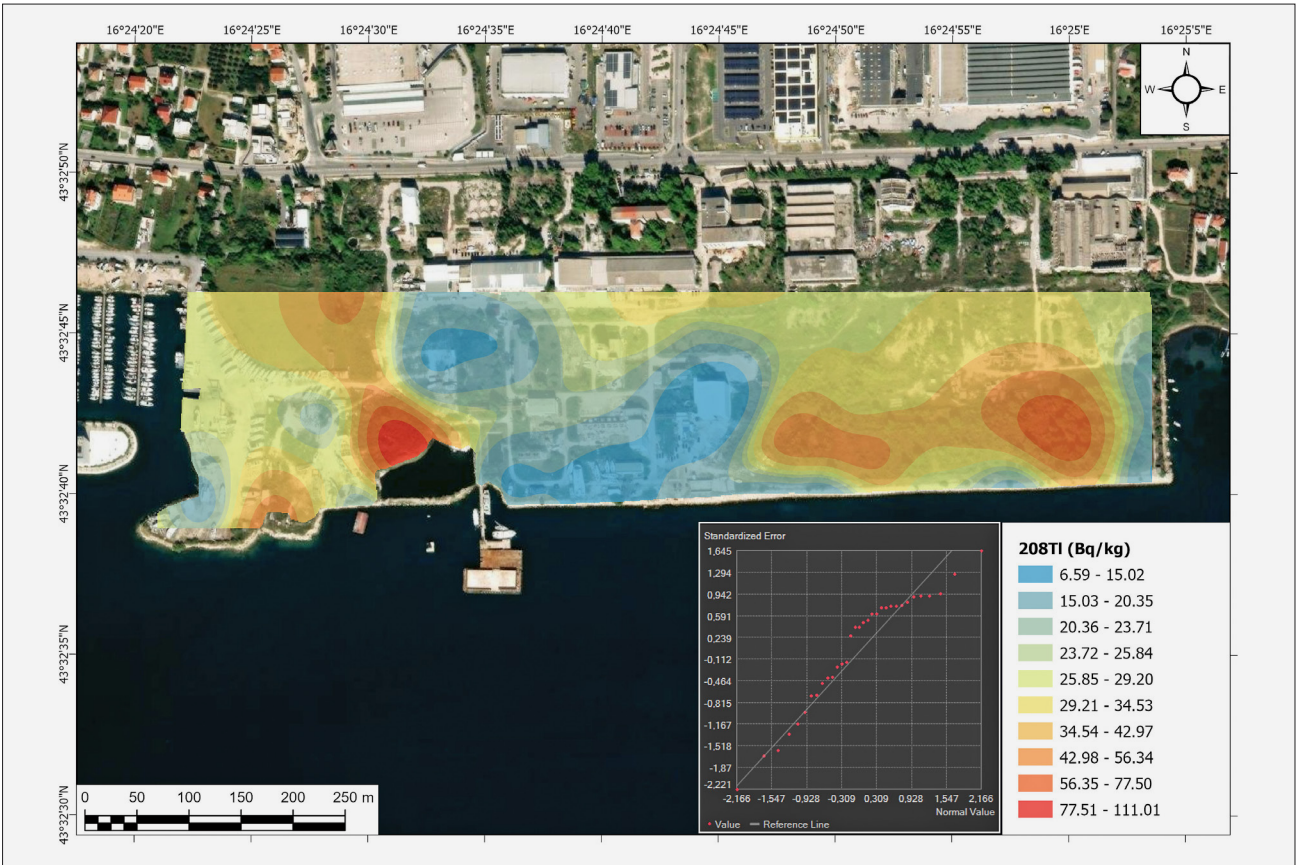 16°24'20"E 16°24'25"E 16°24'30"E 16°24'35"E 16°24'40"E 16°24'45"E 16°24'50"E 16°24'55"E 16°25'E 16°25'5"E
N
W E
S
43°32'50"N
43°32'45"N
43°32'40"N
43°32'35"N
43°32'30"N
0 50 100 150 200 250 m
Standardized Error
1,645
1,294
0,942
0,591
0,239
-0,112
-0,464
-0,815
-1,167
-1,518
-1,87
-2,221
-2,166 -1,547 -0,928 -0,309 0,309 0,928 1,547 2,166
Normal Value
Value Reference Line
208Tl (Bq/kg)
6.59 - 15.02
15.03 - 20.35
20.36 - 23.71
23.72 - 25.84
25.85 - 29.20
29.21 - 34.53
34.54 - 42.97
42.98 - 56.34
56.35 - 77.50
77.51 - 111.01